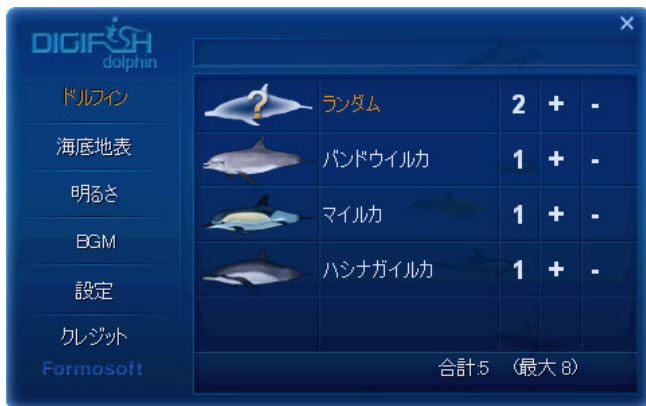 DIGIFISH
dolphin
×
ドルフィン
海底地表
明るさ
BGM
設定
クレジット
Formosoft
ランダム 2 + -
バンドウイルカ 1 + -
マイルカ 1 + -
ハシナガイルカ 1 + -
合計:5 (最大 8)